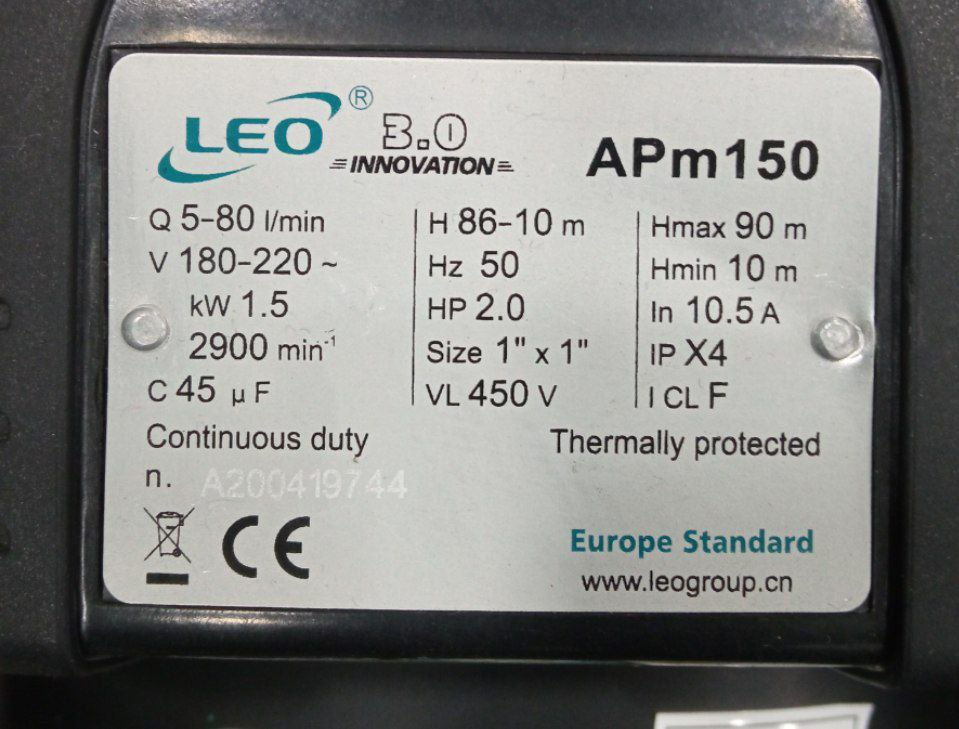 LEO ® 3.0
INNOVATION
APm150
Q 5-80 l/min H 86-10 m Hmax 90 m
V 180-220 ~ Hz 50 Hmin 10 m
kW 1.5 HP 2.0 In 10.5 A
2900 min⁻¹ Size 1" x 1" IP X4
C 45 µ F VL 450 V I CL F
Continuous duty Thermally protected
n. A200419744
CE
Europe Standard
www.leogroup.cn